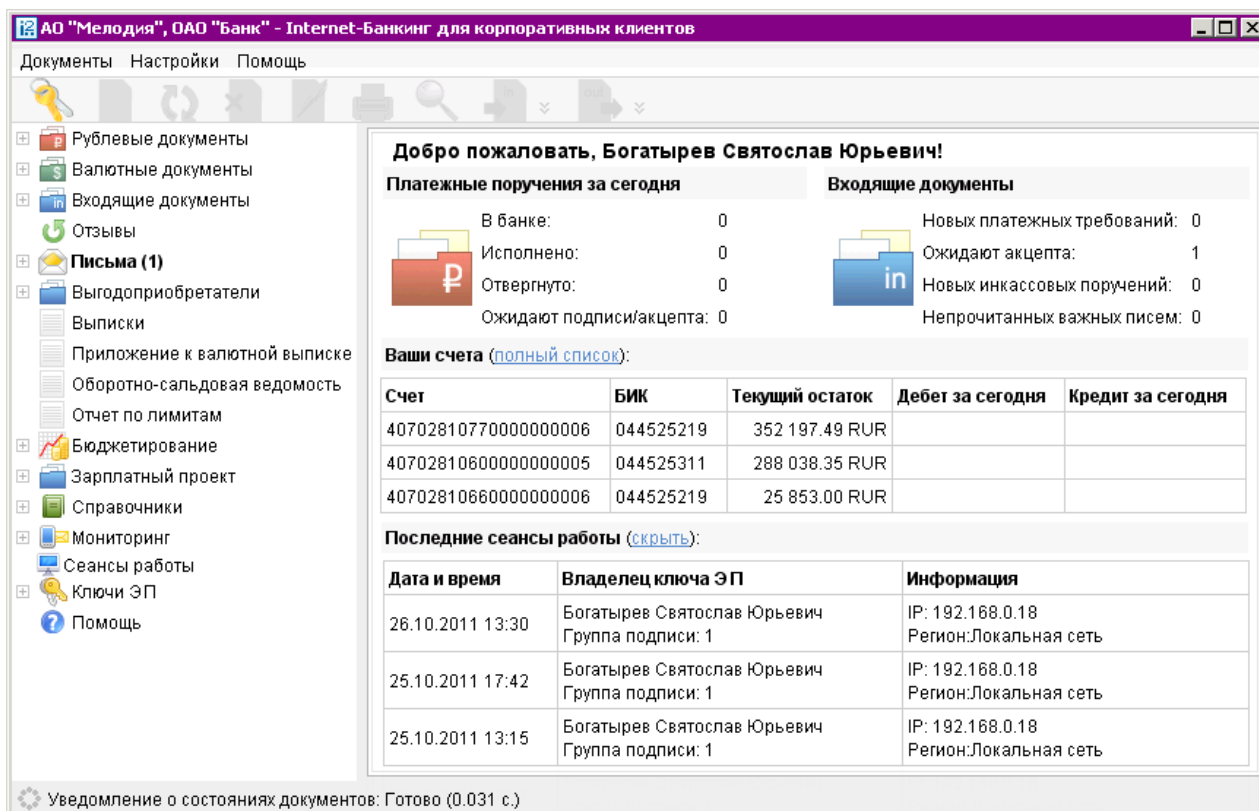 АО "Мелодия", ОАО "Банк" - Internet-Банкинг для корпоративных клиентов
Документы Настройки Помощь
in out
Рублевые документы
Валютные документы
Входящие документы
Отзывы
Письма (1)
Выгодоприобретатели
Выписки
Приложение к валютной выписке
Оборотно-сальдовая ведомость
Отчет по лимитам
Бюджетирование
Зарплатный проект
Справочники
Мониторинг
Сеансы работы
Ключи ЭП
Помощь
Добро пожаловать, Богатырев Святослав Юрьевич!
Платежные поручения за сегодня
В банке: 0
Исполнено: 0
Отвергнуто: 0
Ожидают подписи/акцепта: 0
Входящие документы
in
Новых платежных требований: 0
Ожидают акцепта: 1
Новых инкассовых поручений: 0
Непрочитанных важных писем: 0
Ваши счета (полный список):
Счет БИК Текущий остаток Дебет за сегодня Кредит за сегодня
40702810770000000006 044525219 352 197.49 RUR
40702810600000000005 044525311 288 038.35 RUR
40702810660000000006 044525219 25 853.00 RUR
Последние сеансы работы (скрыть):
Дата и время Владелец ключа ЭП Информация
26.10.2011 13:30 Богатырев Святослав Юрьевич IP: 192.168.0.18
Группа подписи: 1 Регион:Локальная сеть
25.10.2011 17:42 Богатырев Святослав Юрьевич IP: 192.168.0.18
Группа подписи: 1 Регион:Локальная сеть
25.10.2011 13:15 Богатырев Святослав Юрьевич IP: 192.168.0.18
Группа подписи: 1 Регион:Локальная сеть
Уведомление о состояниях документов: Готово (0.031 с.)